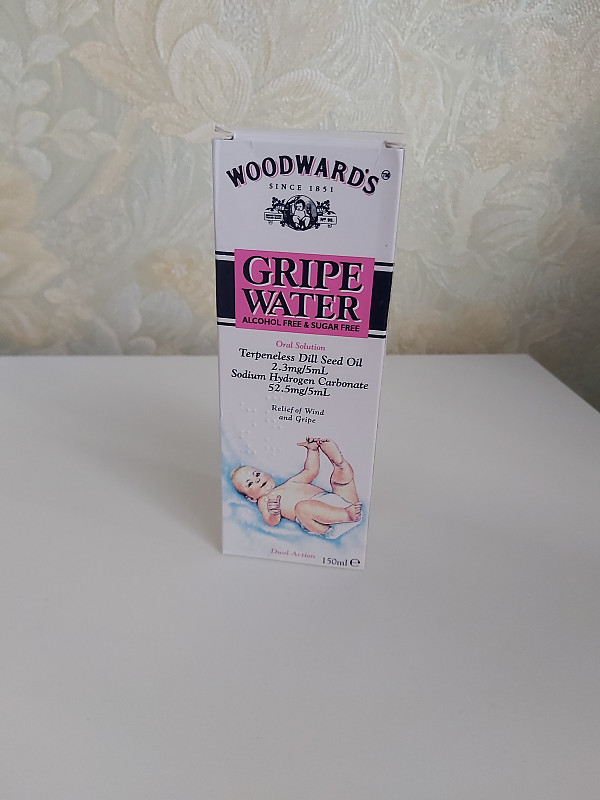 WOODWARD'S™
SINCE 1851
GRIPE
WATER
ALCOHOL FREE & SUGAR FREE
Oral Solution
Terpeneless Dill Seed Oil
2.3mg/5mL
Sodium Hydrogen Carbonate
52.5mg/5mL
Relief of Wind
and Gripe
Dual Action
150ml ℮